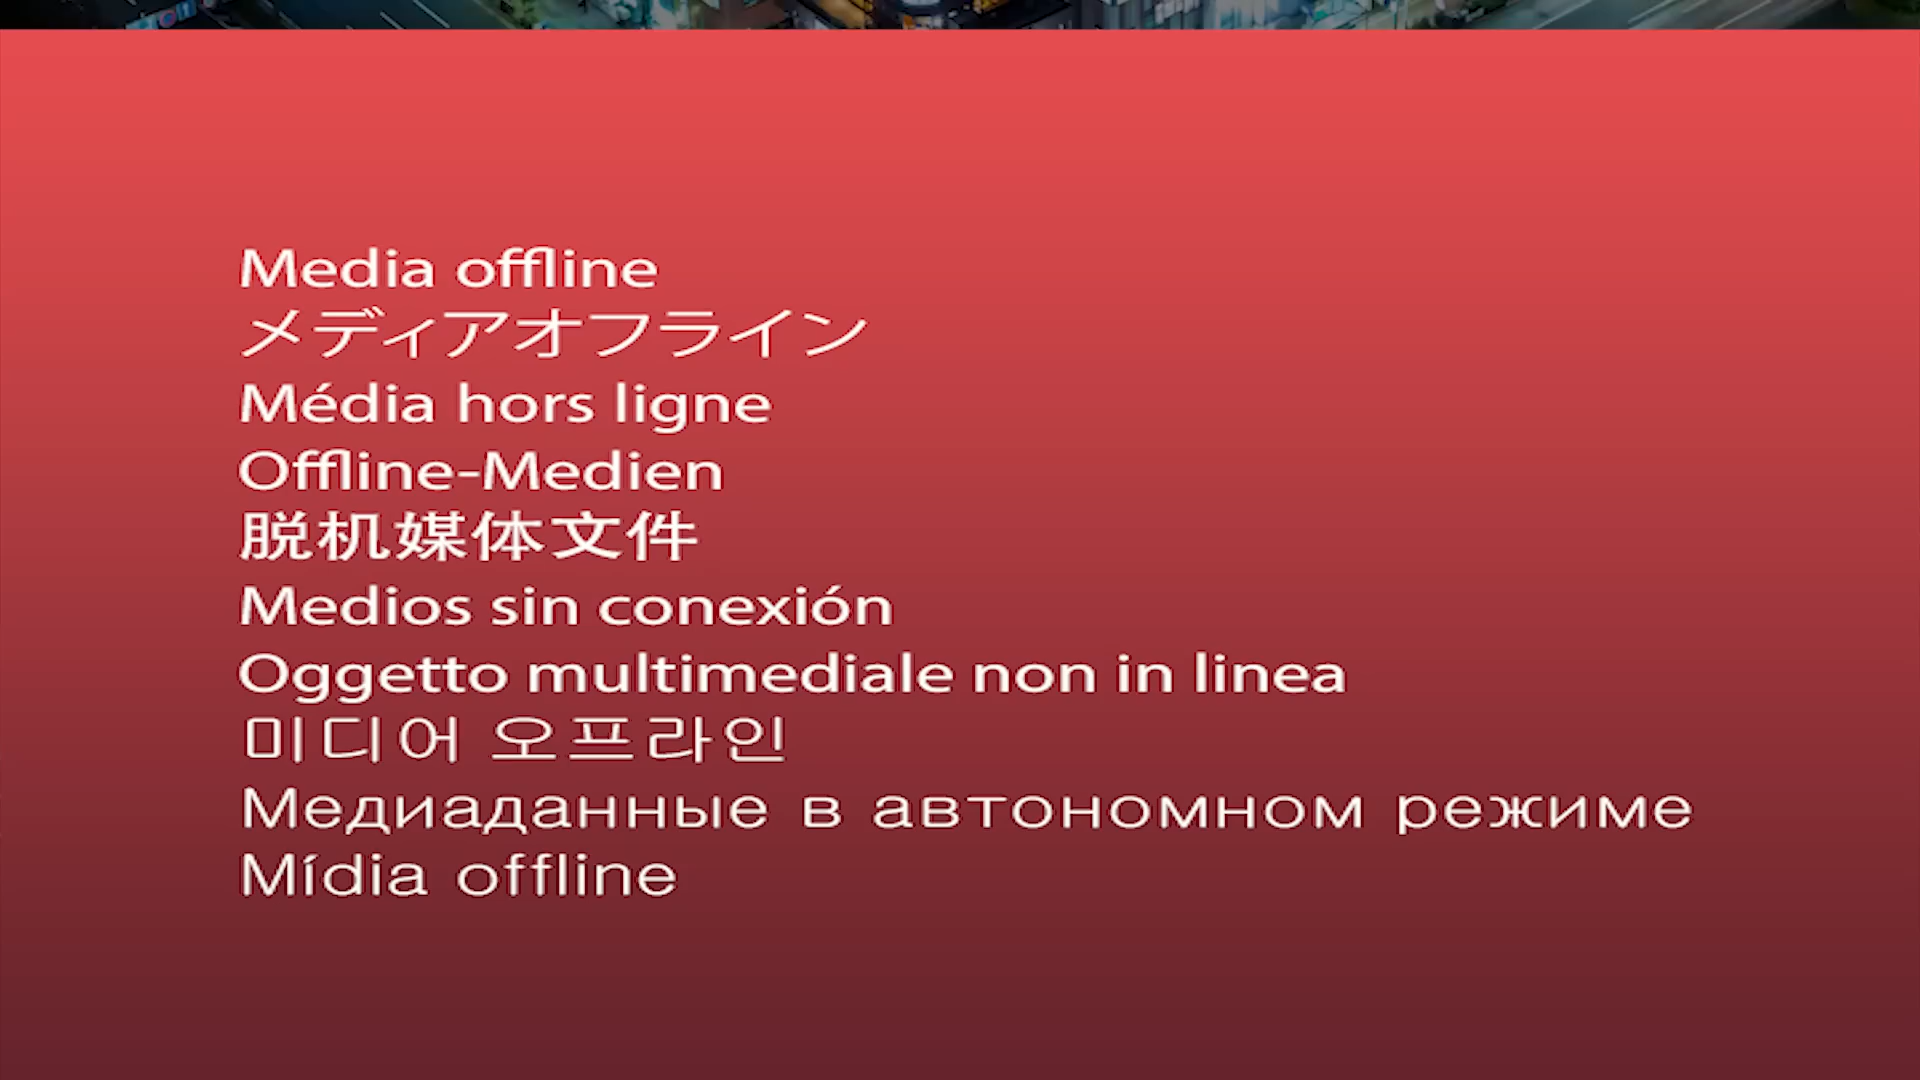 Media offline
メディアオフライン
Média hors ligne
Offline-Medien
脱机媒体文件
Medios sin conexión
Oggetto multimediale non in linea
미디어 오프라인
Медиаданные в автономном режиме
Mídia offline